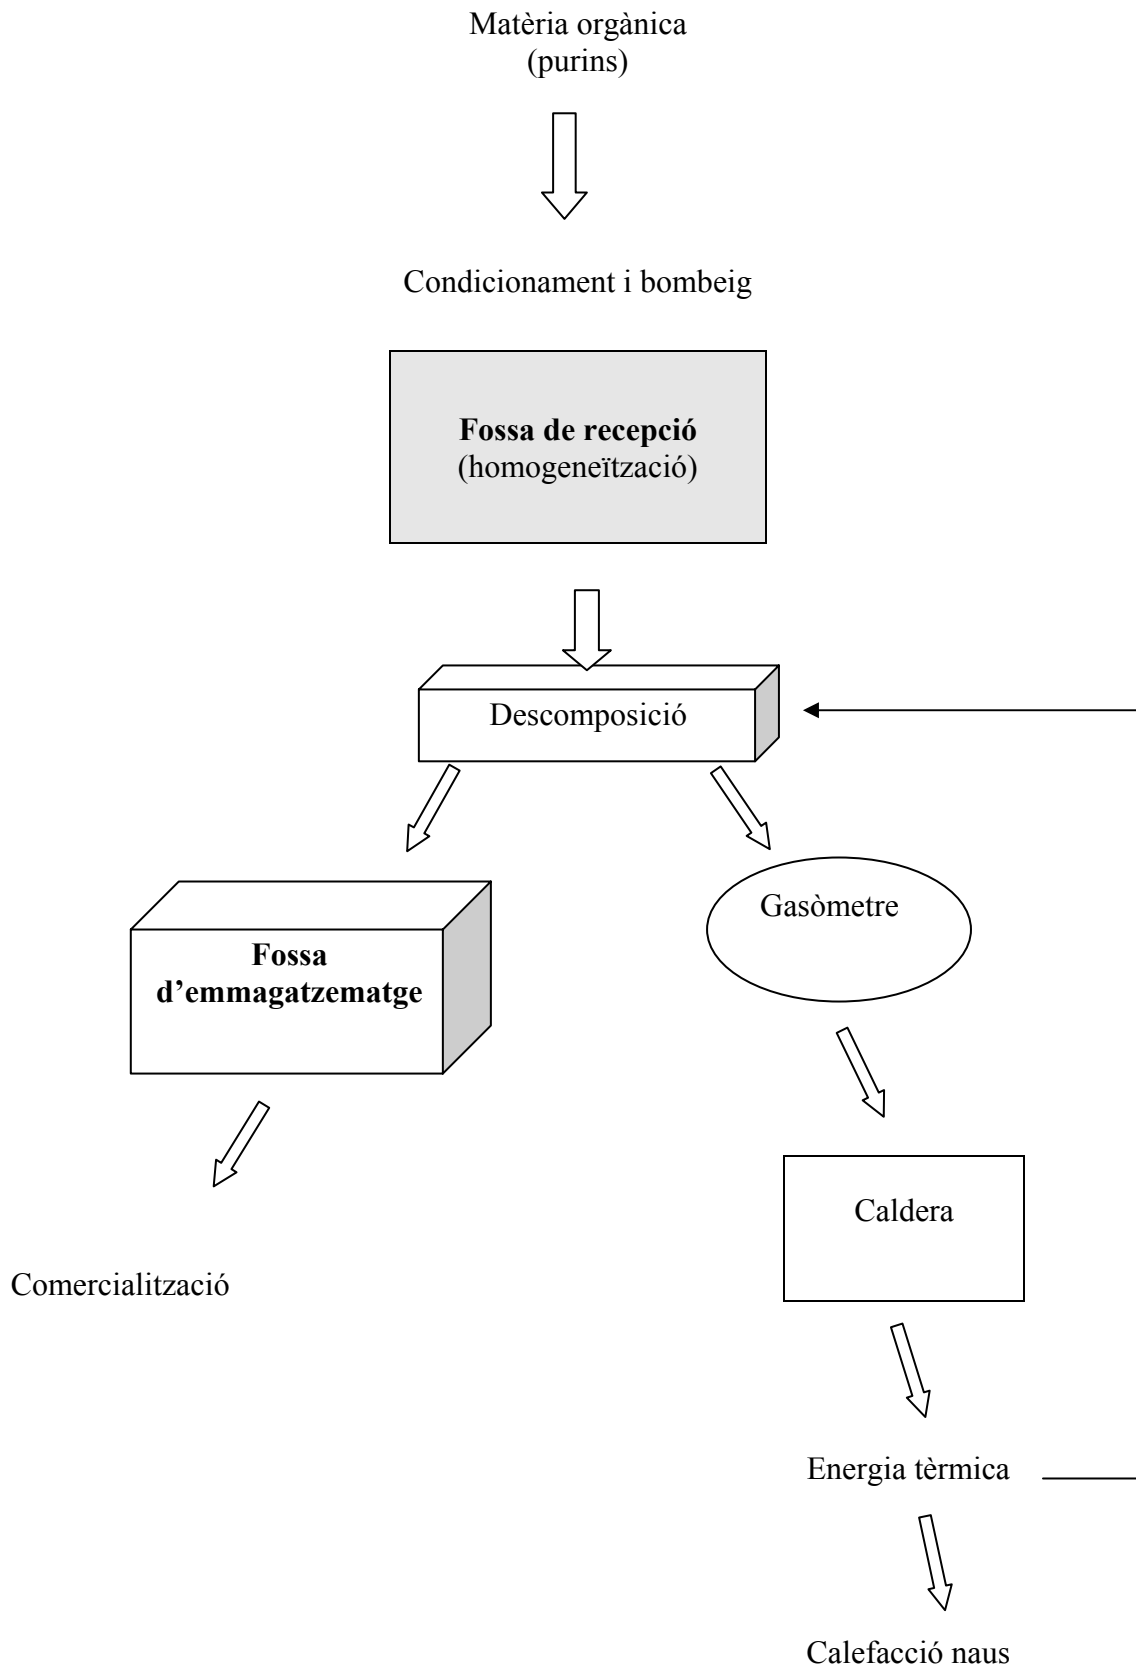 Matèria orgànica
(purins)
Condicionament i bombeig
Fossa de recepció
(homogeneïtzació)
Descomposició
Gasòmetre
Fossa
d’emmagatzematge
Caldera
Comercialització
Energia tèrmica
Calefacció naus